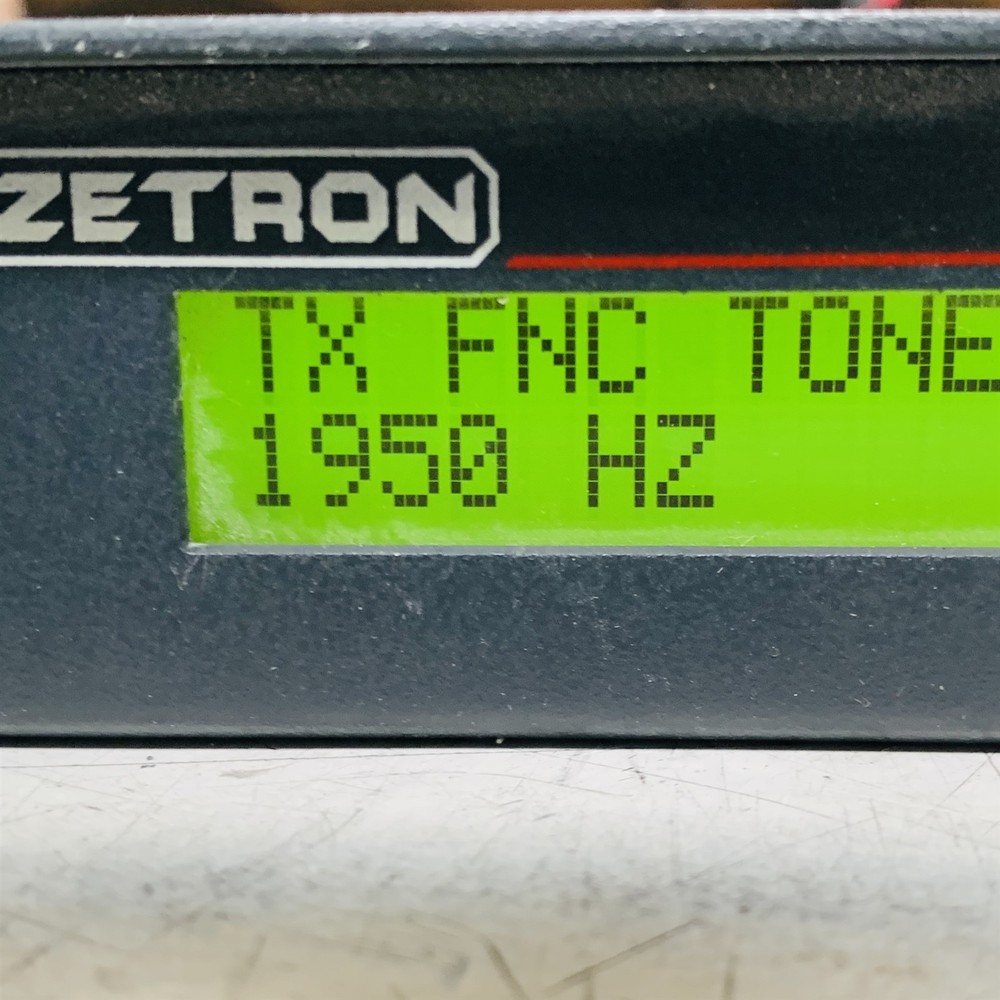 ZETRON
TX FNC TONE
1950 HZ